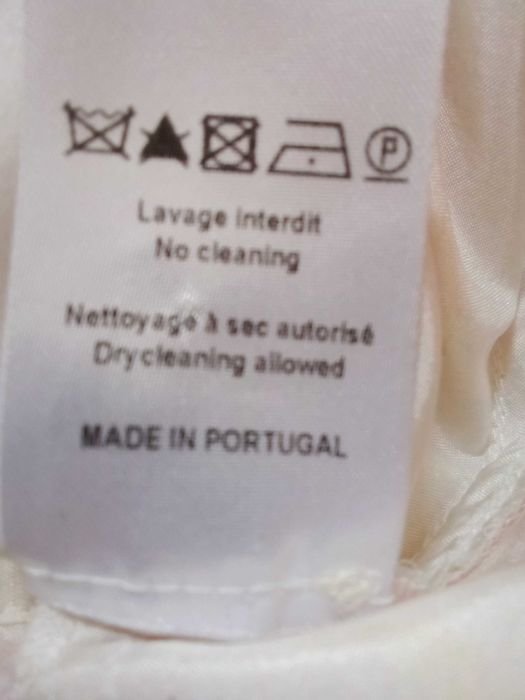 P
Lavage interdit
No cleaning
Nettoyage à sec autorisé
Drycleaning allowed
MADE IN PORTUGAL